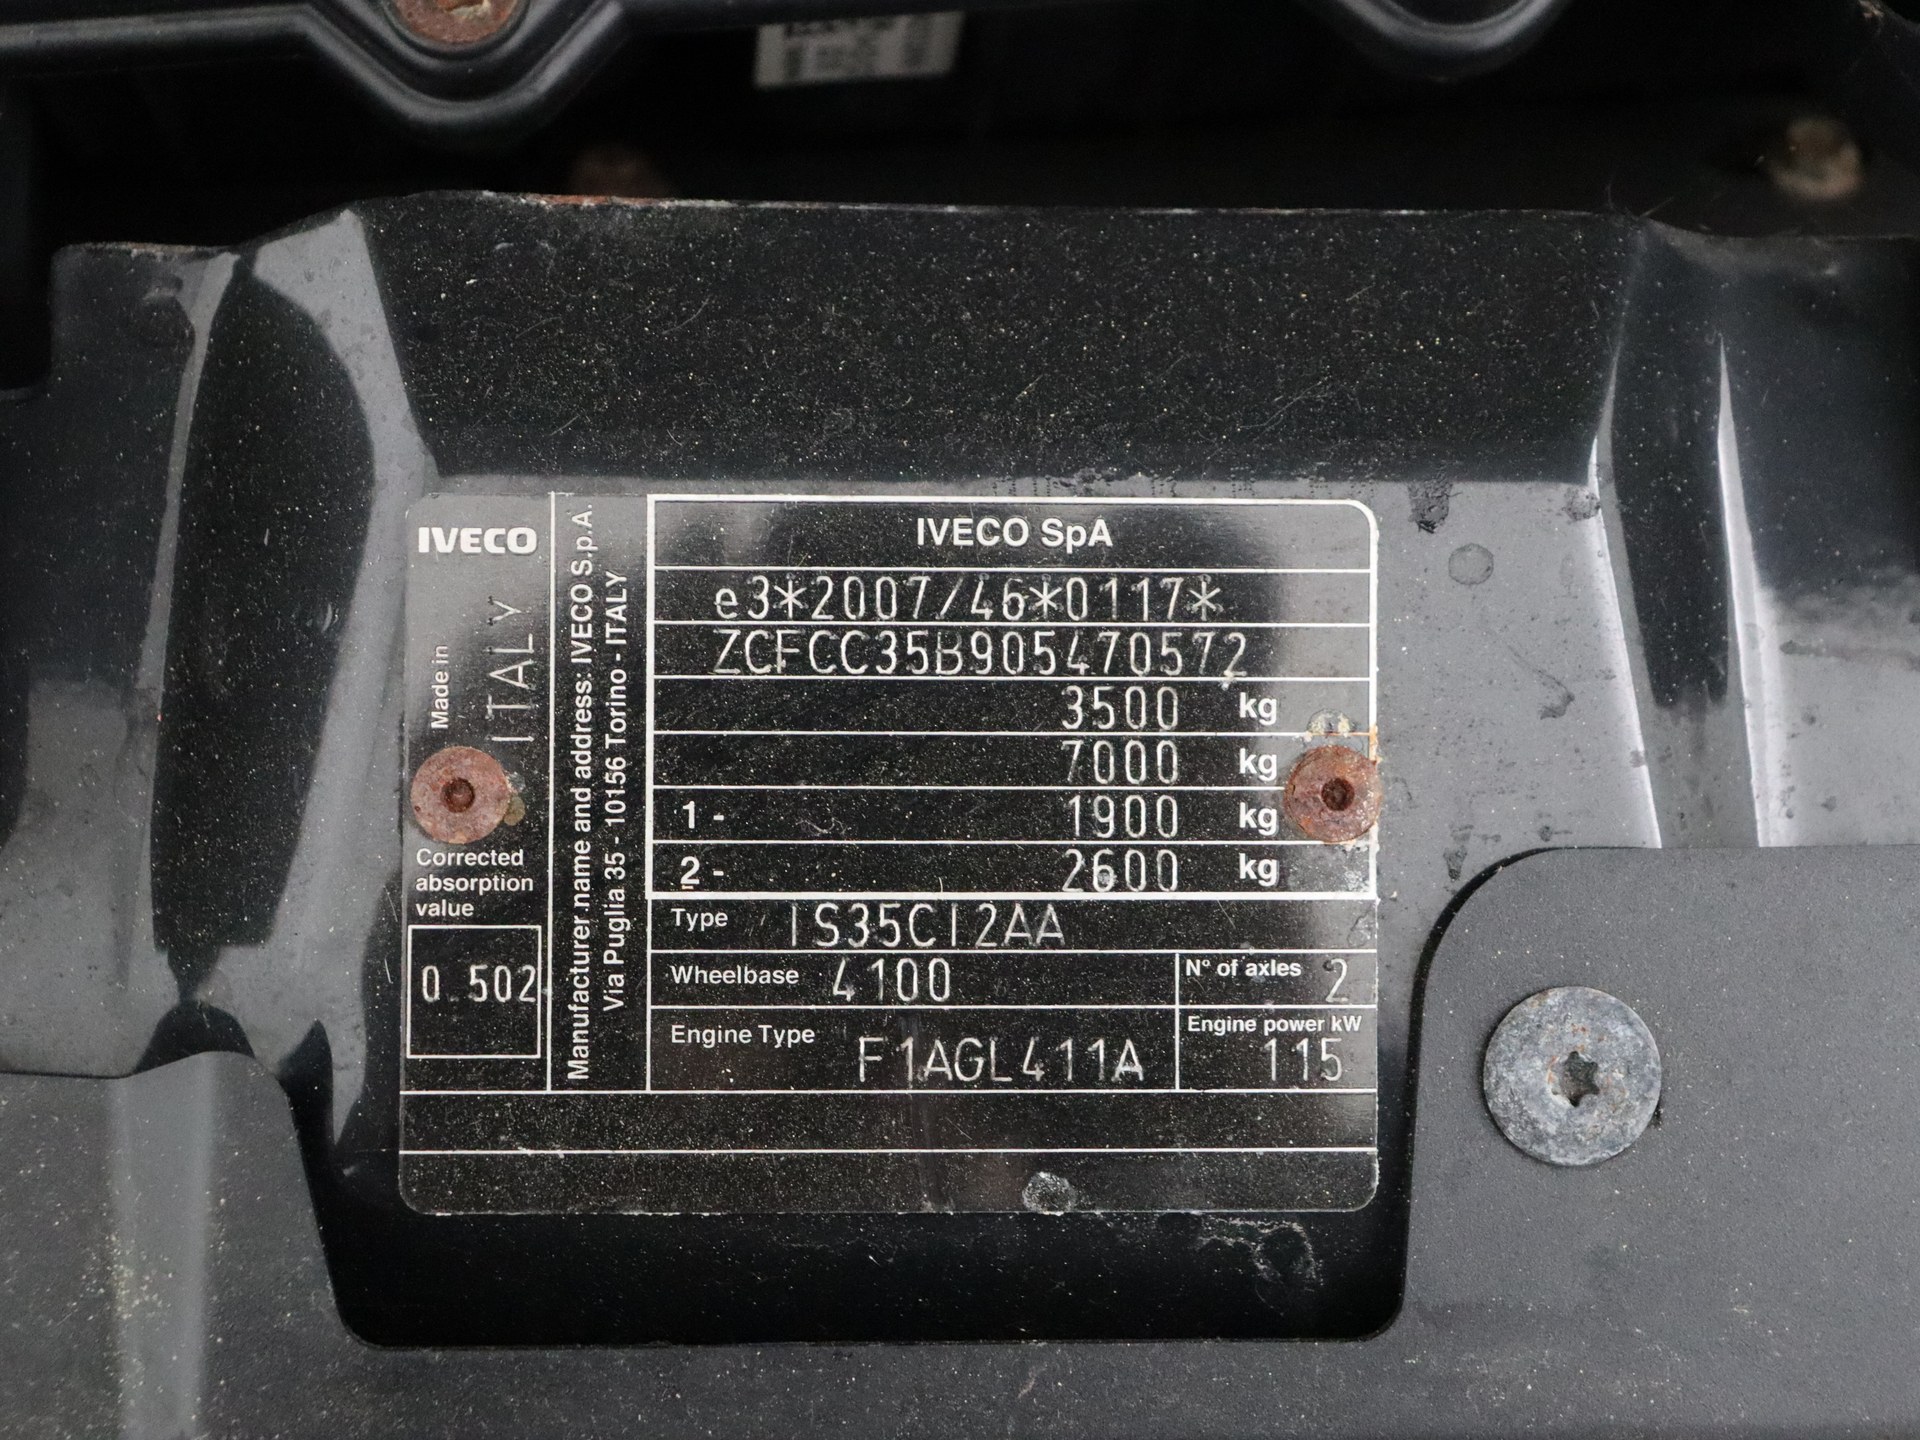 IVECO
Made in
ITALY
Corrected
absorption
value
0.502
Manufacturer name and address: IVECO S.p.A.
Via Puglia 35 - 10156 Torino - ITALY
IVECO SpA
e3*2007/46*0117*
ZCFCC35B905470572
3500 kg
7000 kg
1 - 1900 kg
2 - 2600 kg
Type IS35CI2AA
Wheelbase 4100
N° of axles 2
Engine Type F1AGL411A
Engine power kW
115